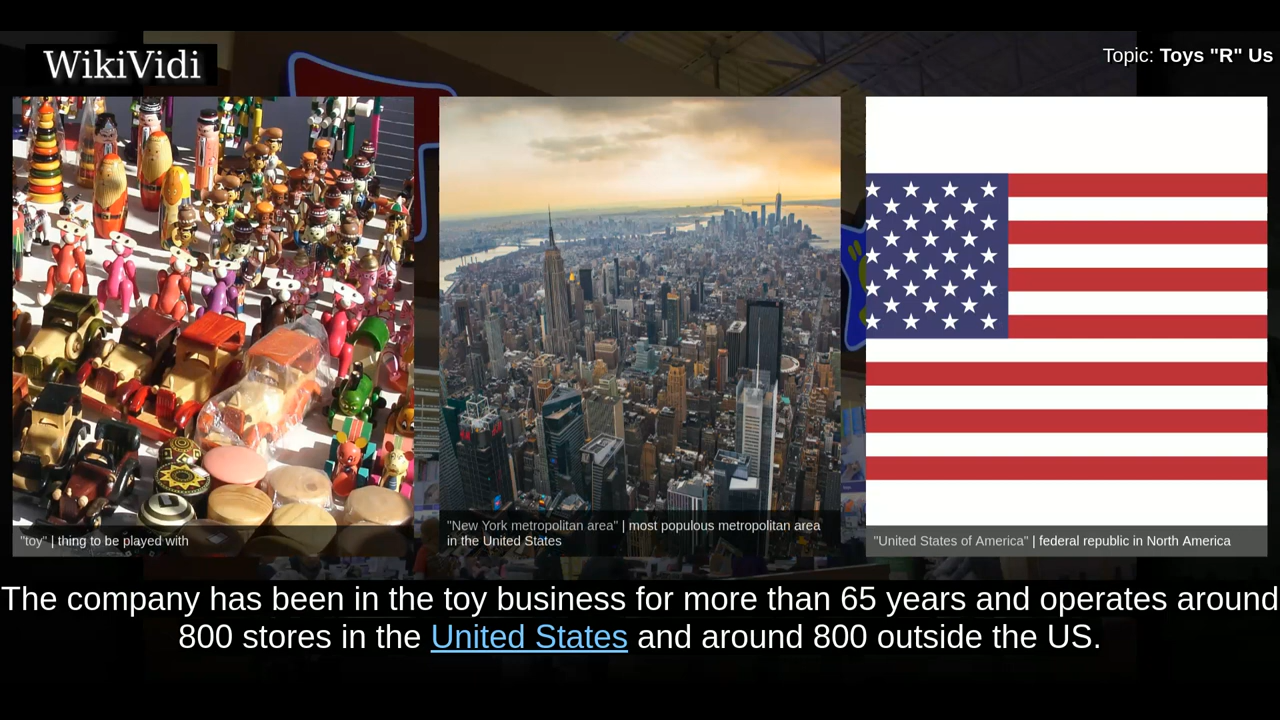 WikiVidi
Topic: Toys "R" Us
"toy" | thing to be played with
"New York metropolitan area" | most populous metropolitan area
in the United States
"United States of America" | federal republic in North America
The company has been in the toy business for more than 65 years and operates around
800 stores in the United States and around 800 outside the US.